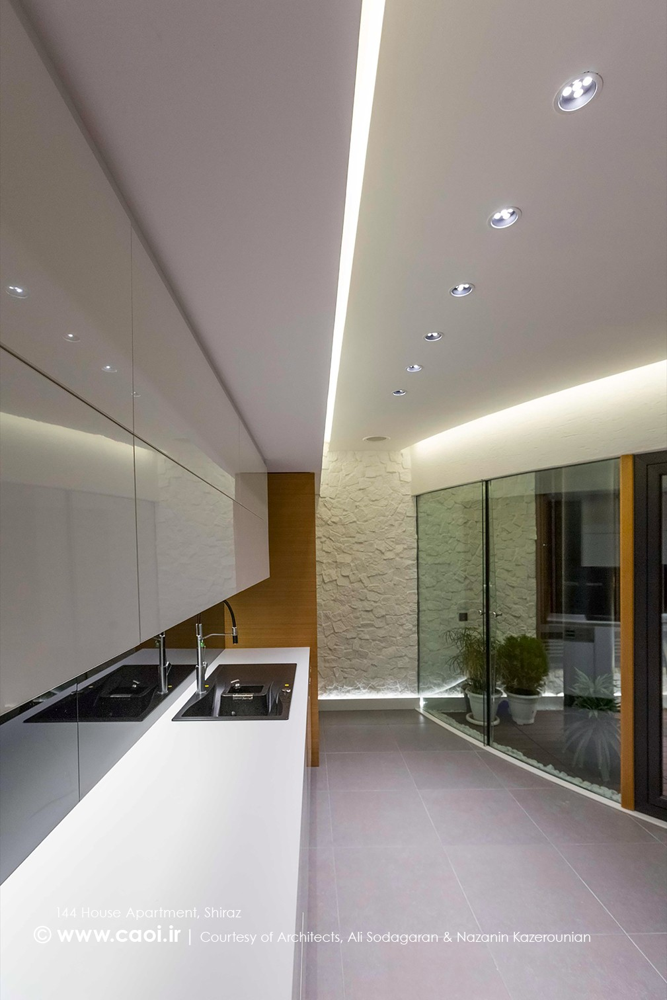 144 House Apartment, Shiraz
© www.caoi.ir | Courtesy of Architects, Ali Sodagaran & Nazanin Kazerounian